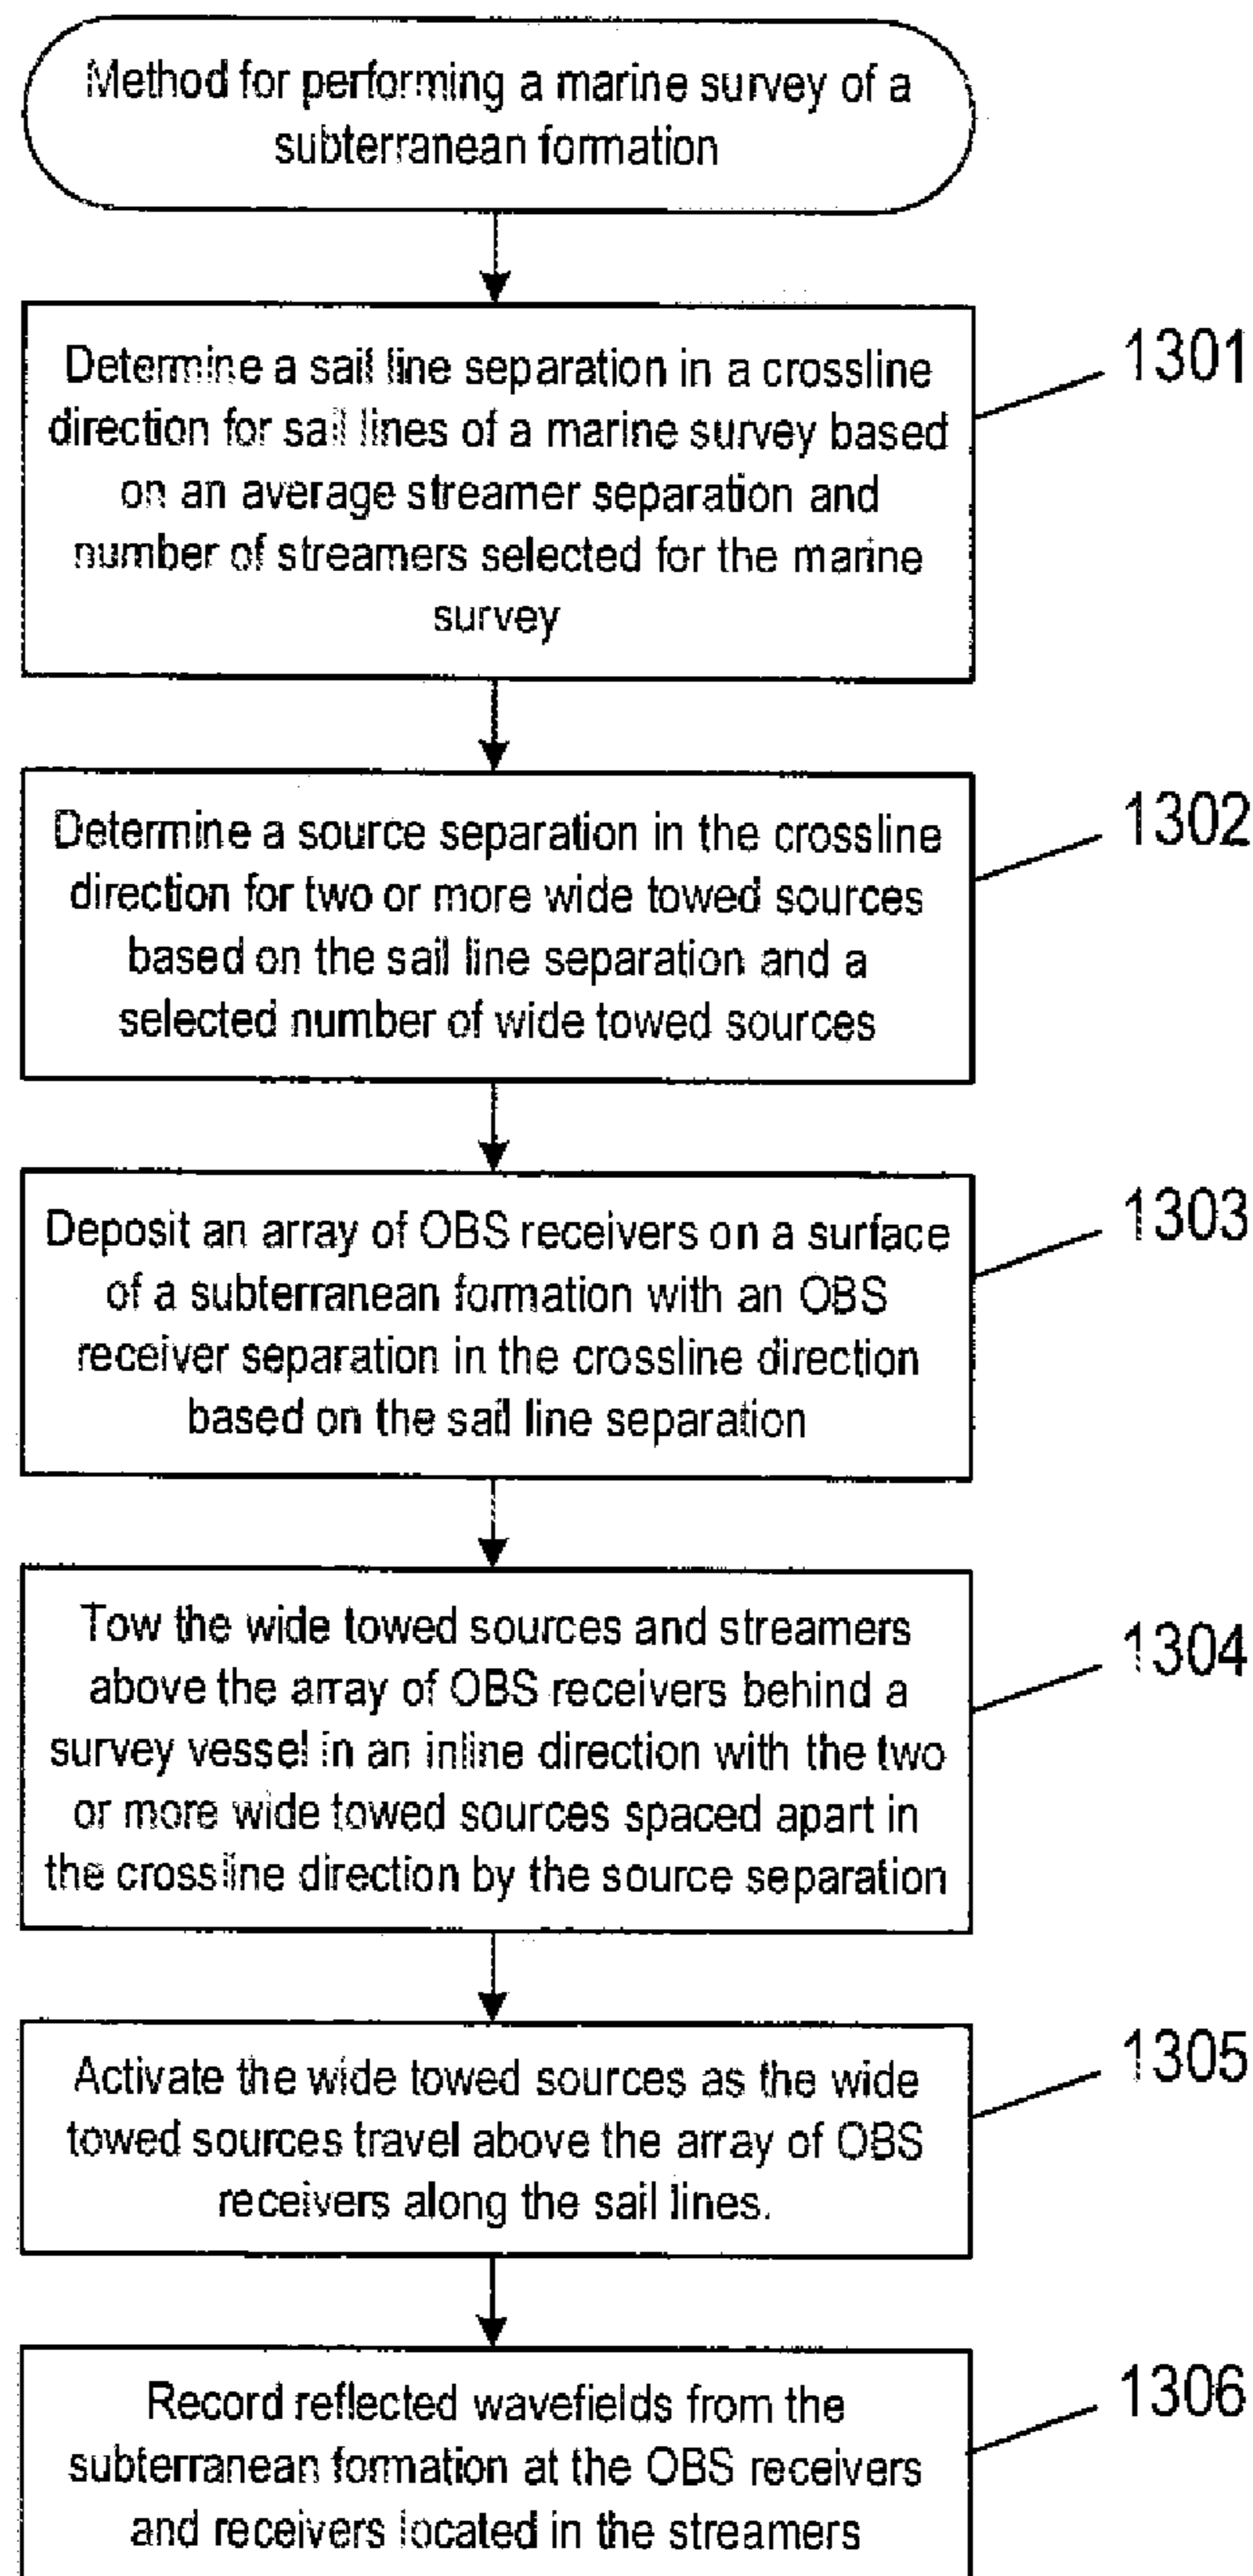 Method for performing a marine survey of a
subterranean formation
Determine a sail line separation in a crossline
direction for sail lines of a marine survey based
on an average streamer separation and
number of streamers selected for the marine
survey
1301
Determine a source separation in the crossline
direction for two or more wide towed sources
based on the sail line separation and a
selected number of wide towed sources
1302
Deposit an array of OBS receivers on a surface
of a subterranean formation with an OBS
receiver separation in the crossline direction
based on the sail line separation
1303
Tow the wide towed sources and streamers
above the array of OBS receivers behind a
survey vessel in an inline direction with the two
or more wide towed sources spaced apart in
the crossline direction by the source separation
1304
Activate the wide towed sources as the wide
towed sources travel above the array of OBS
receivers along the sail lines.
1305
Record reflected wavefields from the
subterranean formation at the OBS receivers
and receivers located in the streamers
1306